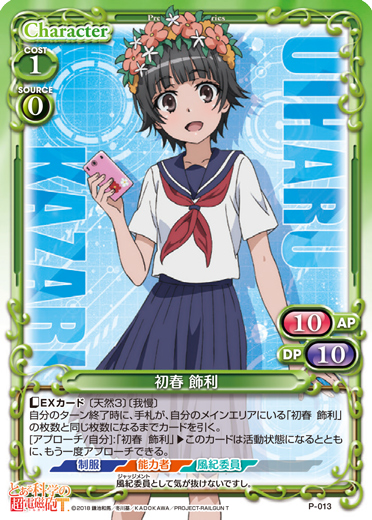 Character
COST
1
SOURCE
0
UIHARU
KAZARI
10 AP
DP 10
初春 飾利
EXカード 〔天然3〕〔我慢〕
自分のターン終了時に、手札が、自分のメインエリアにいる「初春 飾利」
の枚数と同じ枚数になるまでカードを引く。
[アプローチ/自分]:「初春 飾利」▶このカードは活動状態になるとともに、もう一度アプローチできる。
制服 能力者 風紀委員
ジャッジメント
風紀委員として気が抜けないですし。
とある科学の超電磁砲T
©2018 鎌池和馬/冬川基/KADOKAWA/PROJECT-RAILGUN T
P-013